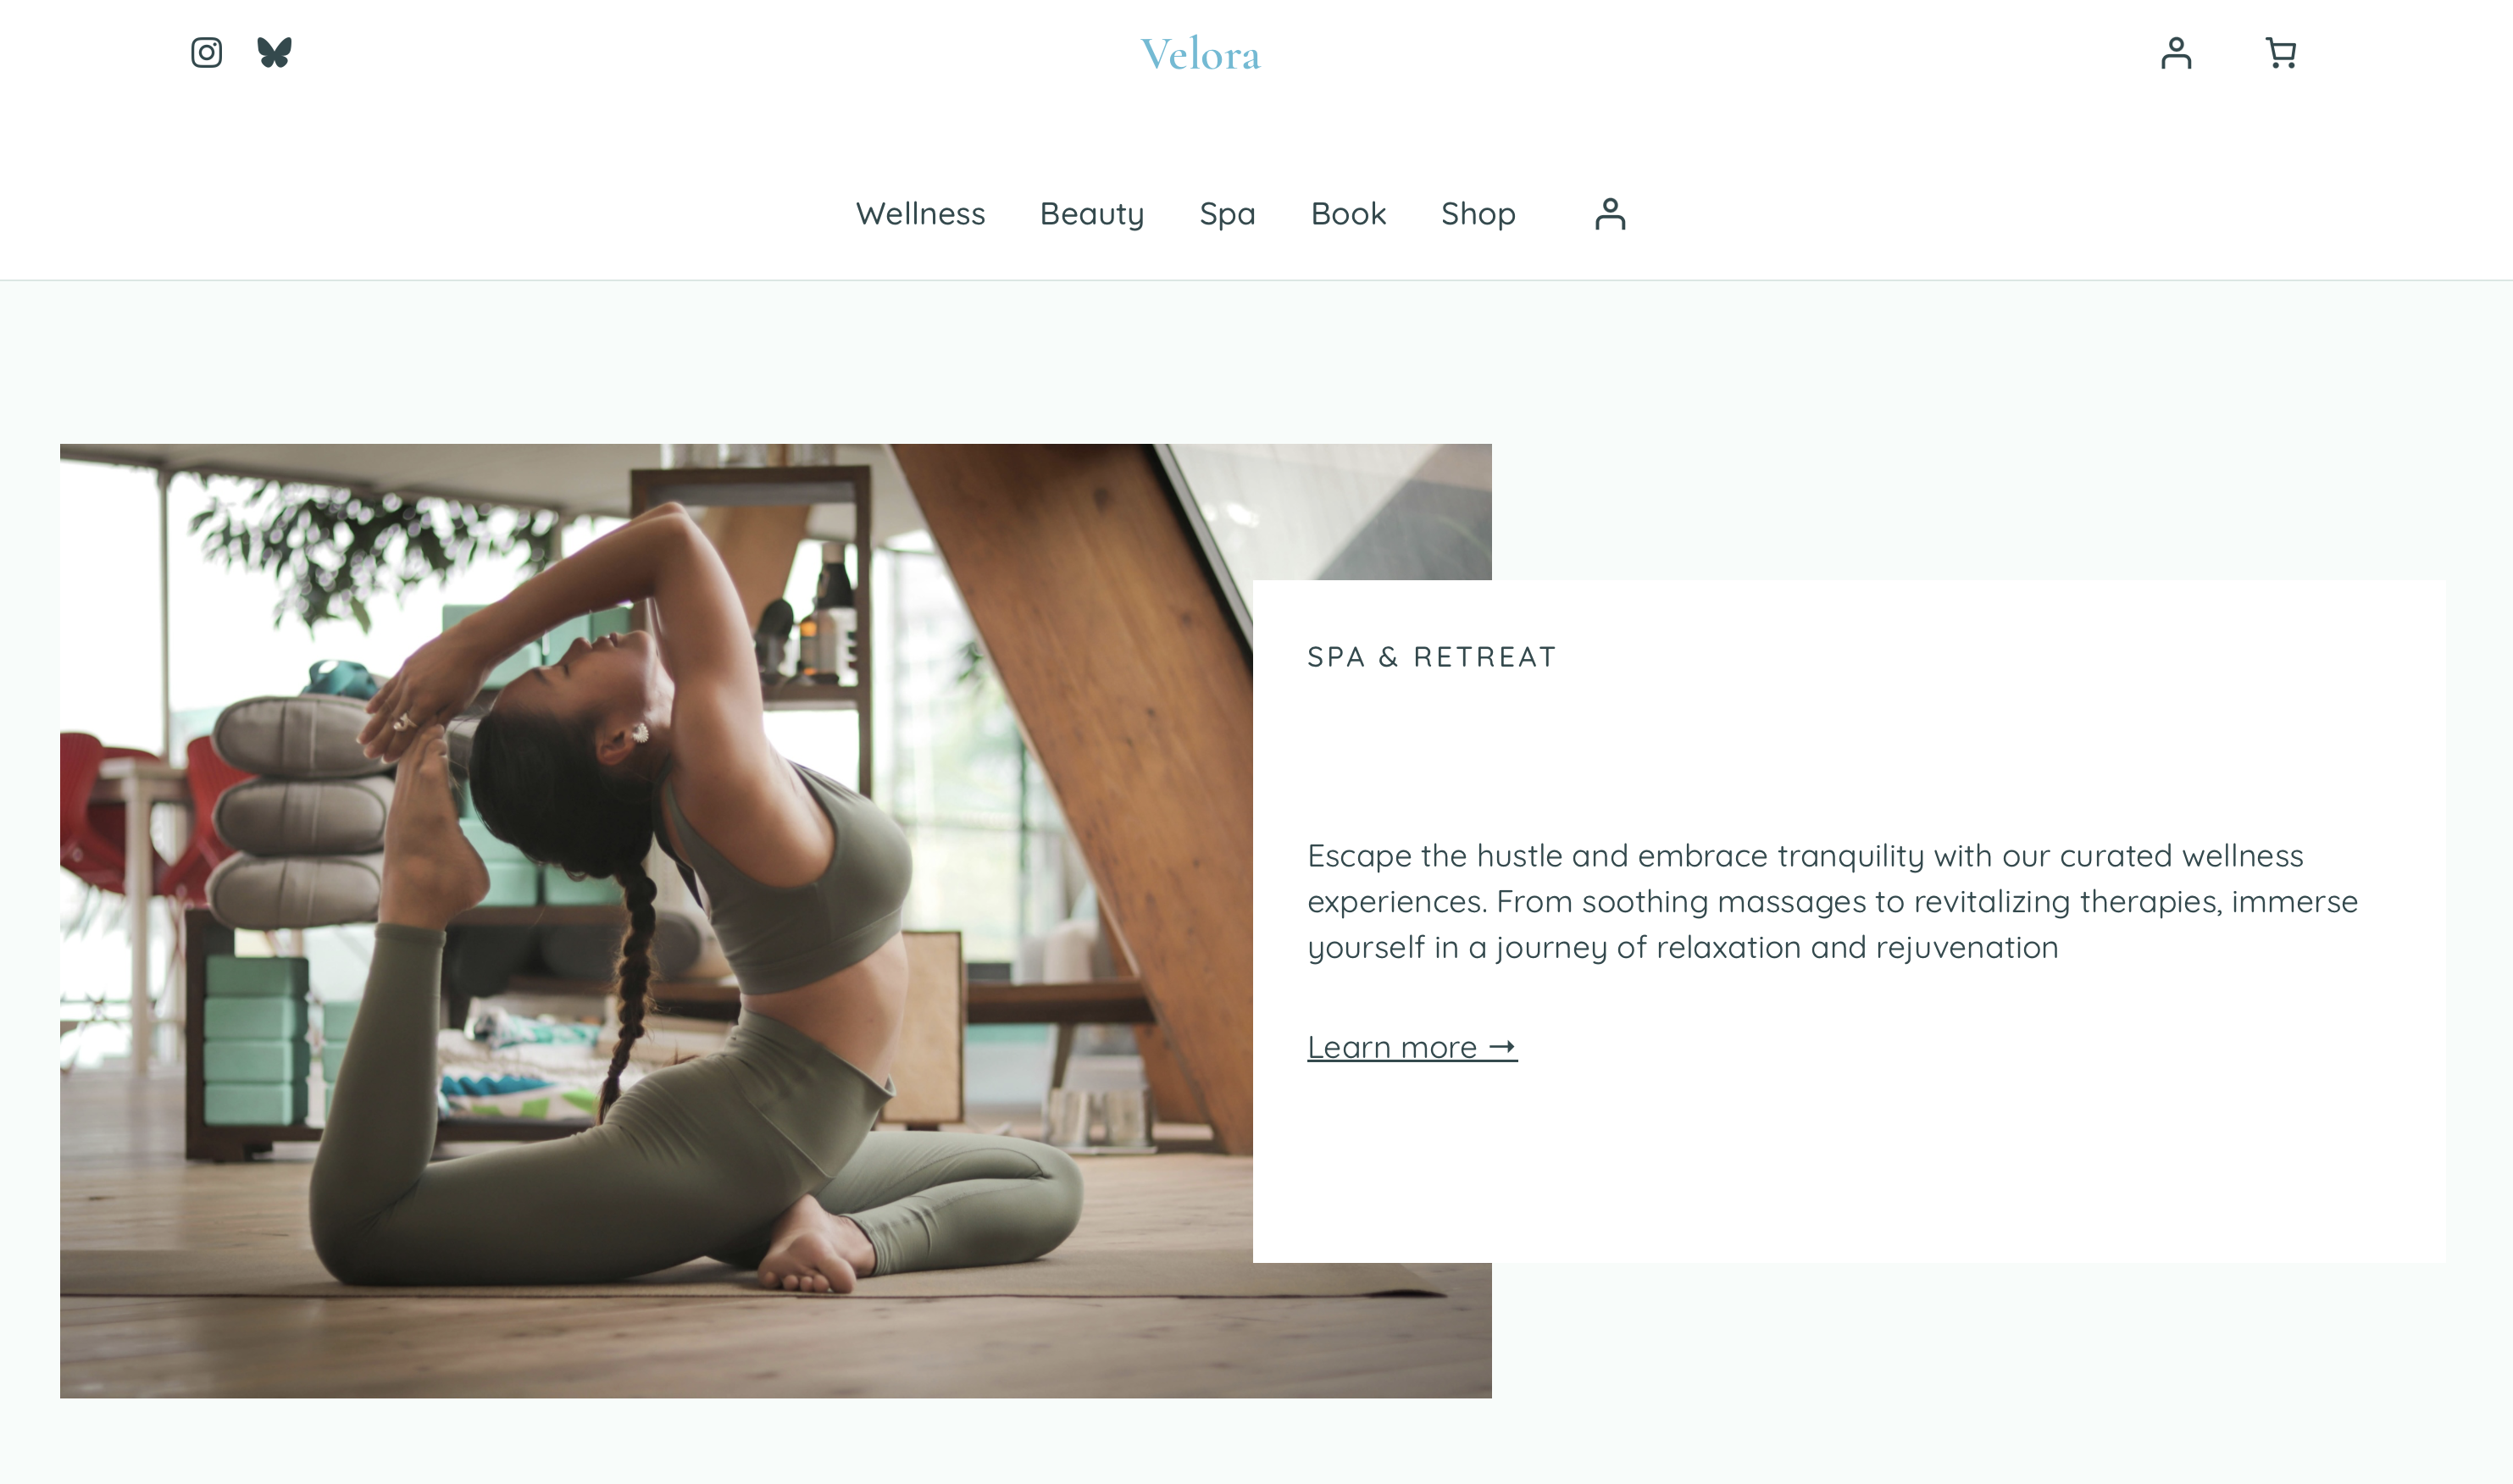 Velora
Wellness Beauty Spa Book Shop
SPA & RETREAT
Escape the hustle and embrace tranquility with our curated wellness
experiences. From soothing massages to revitalizing therapies, immerse
yourself in a journey of relaxation and rejuvenation
Learn more →